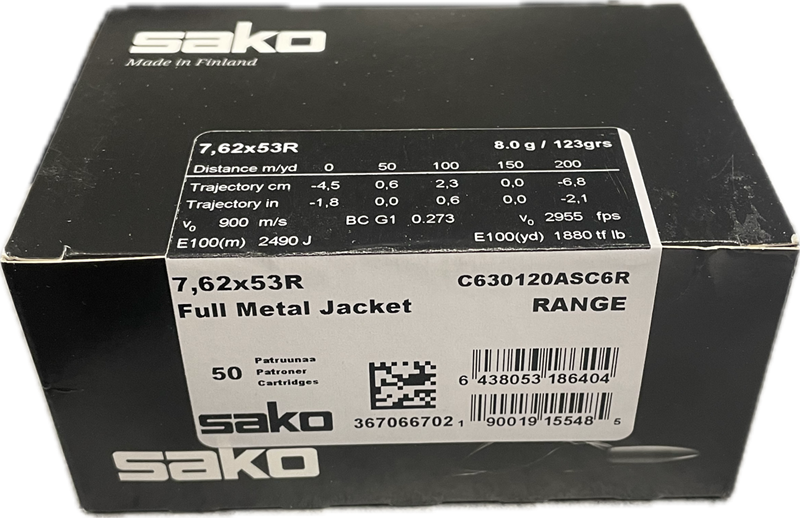 sako
Made in Finland
7,62x53R 8.0 g / 123grs
Distance m/yd 0 50 100 150 200
Trajectory cm -4,5 0,6 2,3 0,0 -6,8
Trajectory in -1,8 0,0 0,6 0,0 -2,1
v₀ 900 m/s BC G1 0.273 v₀ 2955 fps
E100(m) 2490 J E100(yd) 1880 tf lb
7,62x53R C630120ASC6R
Full Metal Jacket RANGE
50 Patruunaa
Patroner
Cartridges
6 438053 186404
sako 367066702 1 90019 15548 5
sako